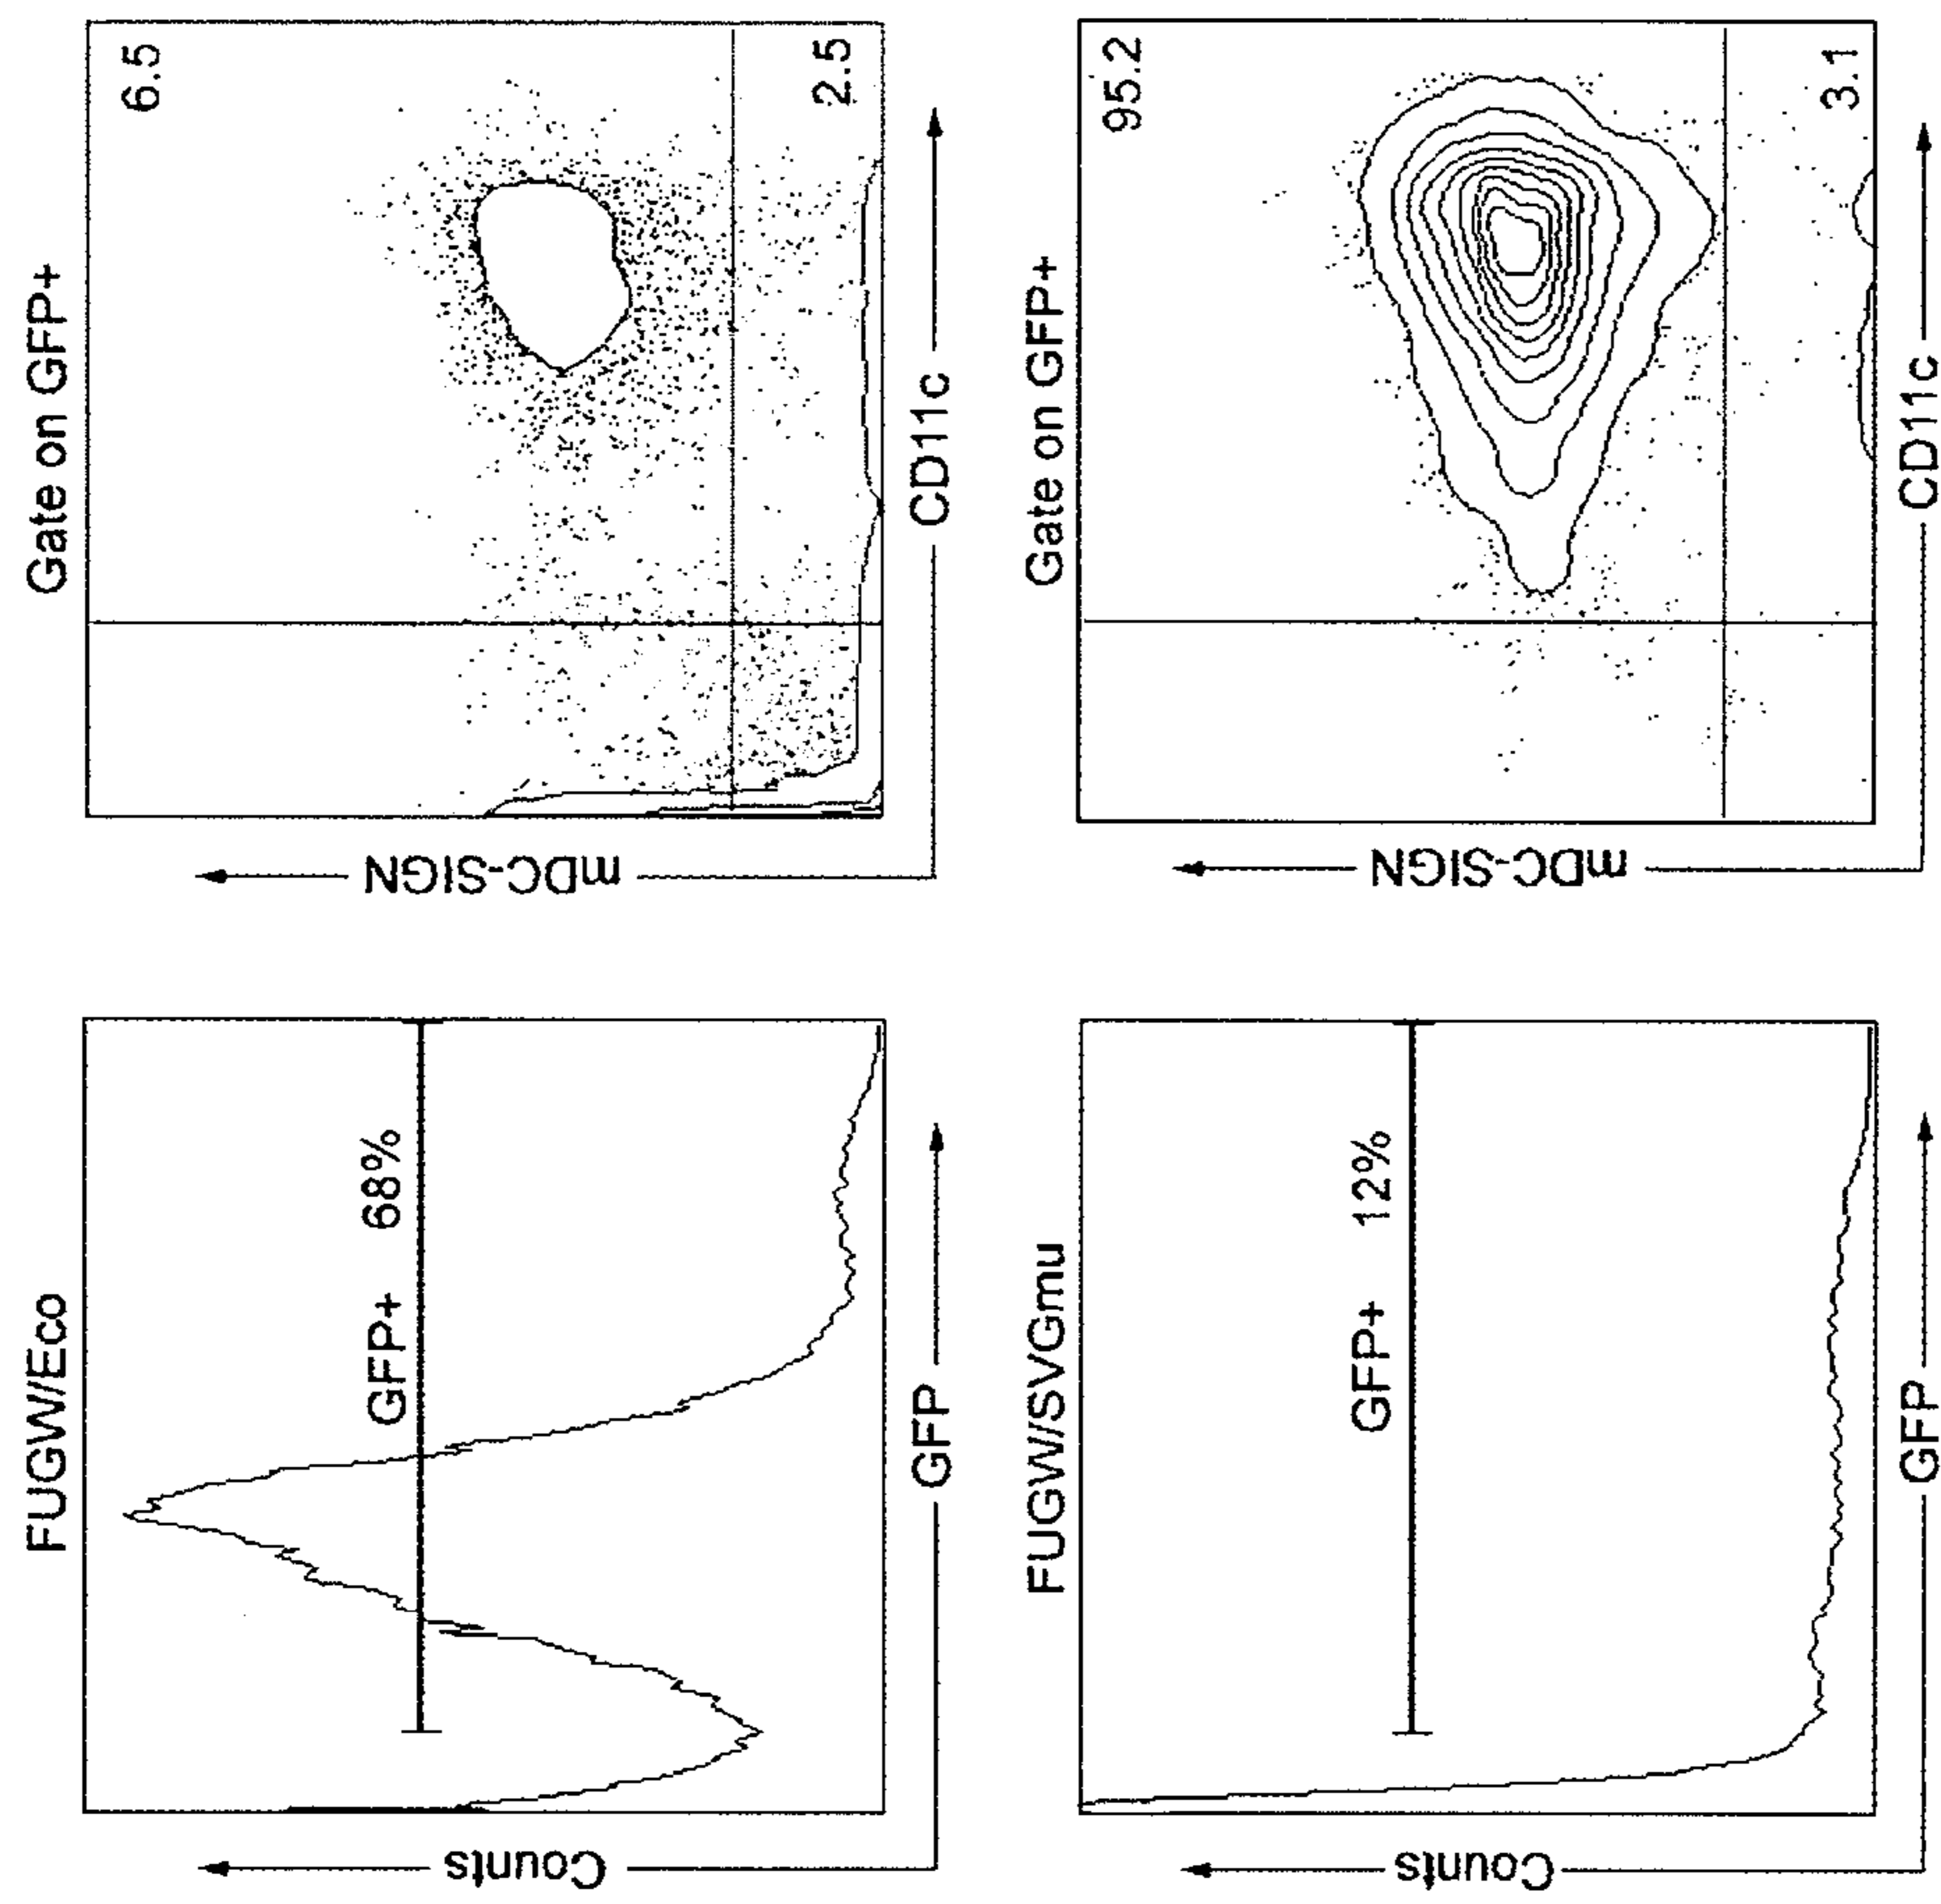 FUGW/Eco
Counts
GFP+ 68%
GFP
Gate on GFP+
mDC-SIGN
6.5
2.5
CD11c
FUGW/SVGmu
Counts
GFP+ 12%
GFP
Gate on GFP+
mDC-SIGN
95.2
3.1
CD11c